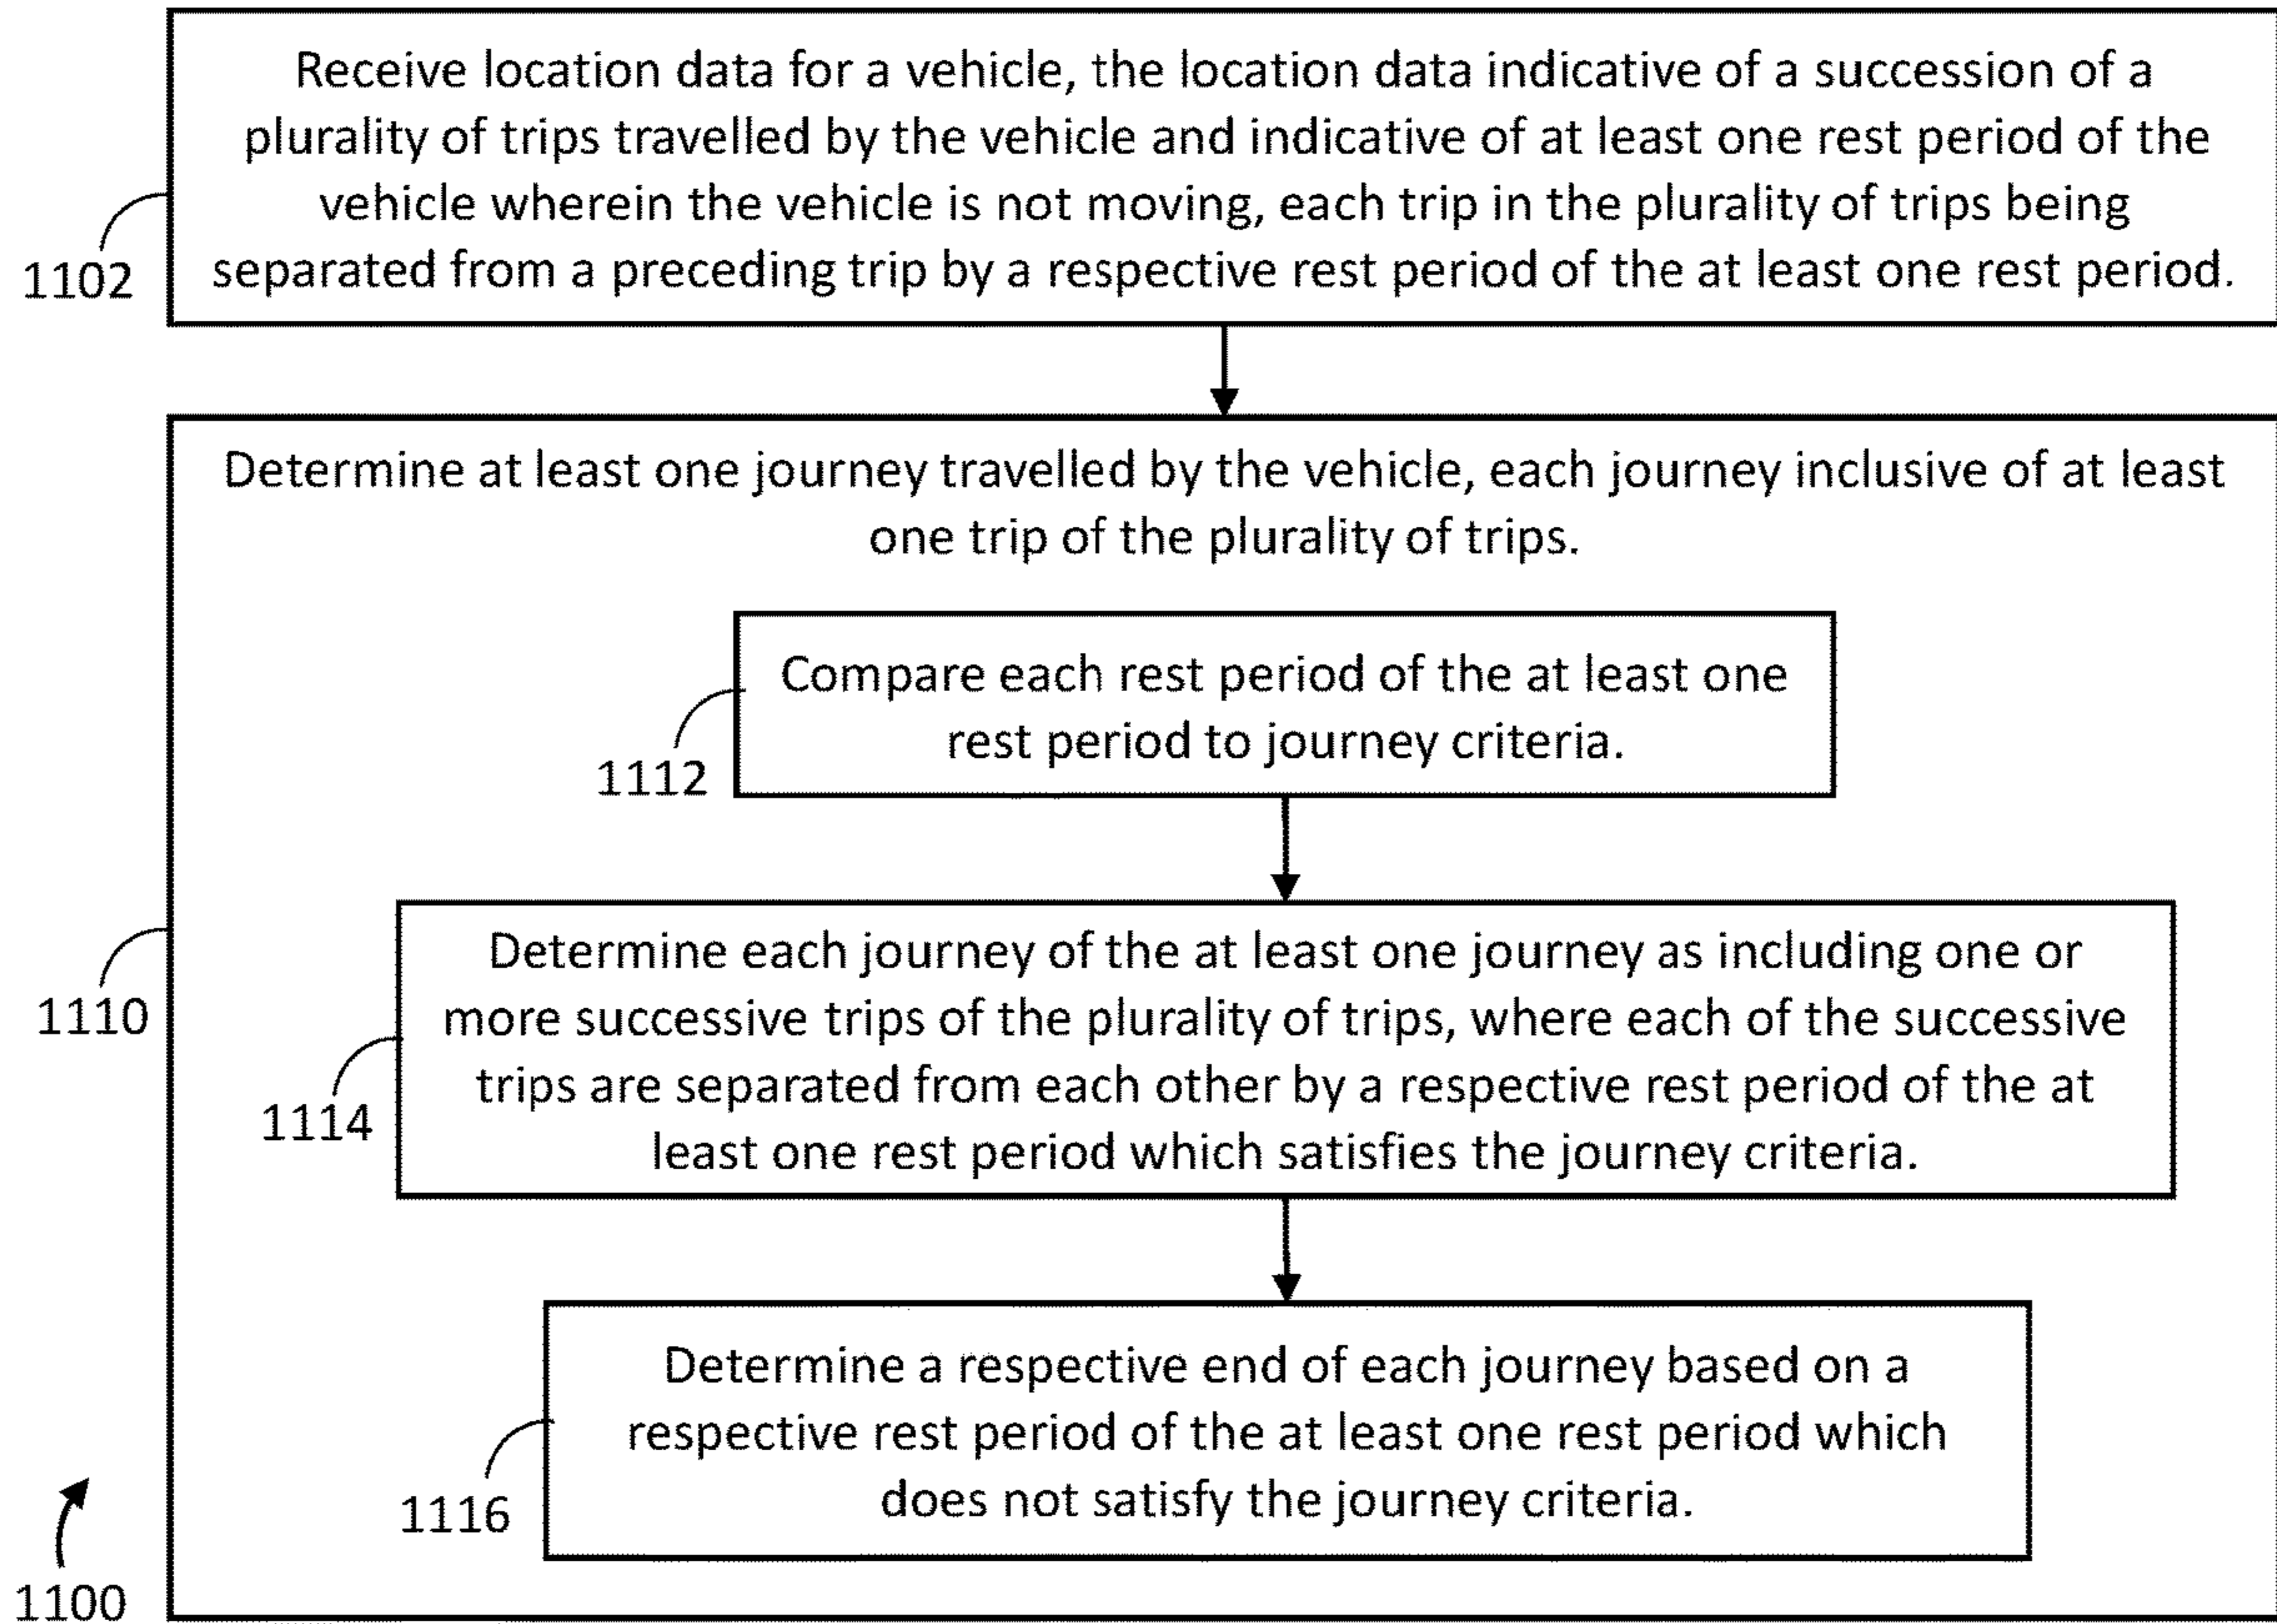 Receive location data for a vehicle, the location data indicative of a succession of a
plurality of trips travelled by the vehicle and indicative of at least one rest period of the
vehicle wherein the vehicle is not moving, each trip in the plurality of trips being
separated from a preceding trip by a respective rest period of the at least one rest period.
1102
Determine at least one journey travelled by the vehicle, each journey inclusive of at least
one trip of the plurality of trips.
Compare each rest period of the at least one
rest period to journey criteria.
1112
Determine each journey of the at least one journey as including one or
more successive trips of the plurality of trips, where each of the successive
trips are separated from each other by a respective rest period of the at
least one rest period which satisfies the journey criteria.
1110
1114
Determine a respective end of each journey based on a
respective rest period of the at least one rest period which
does not satisfy the journey criteria.
1116
1100